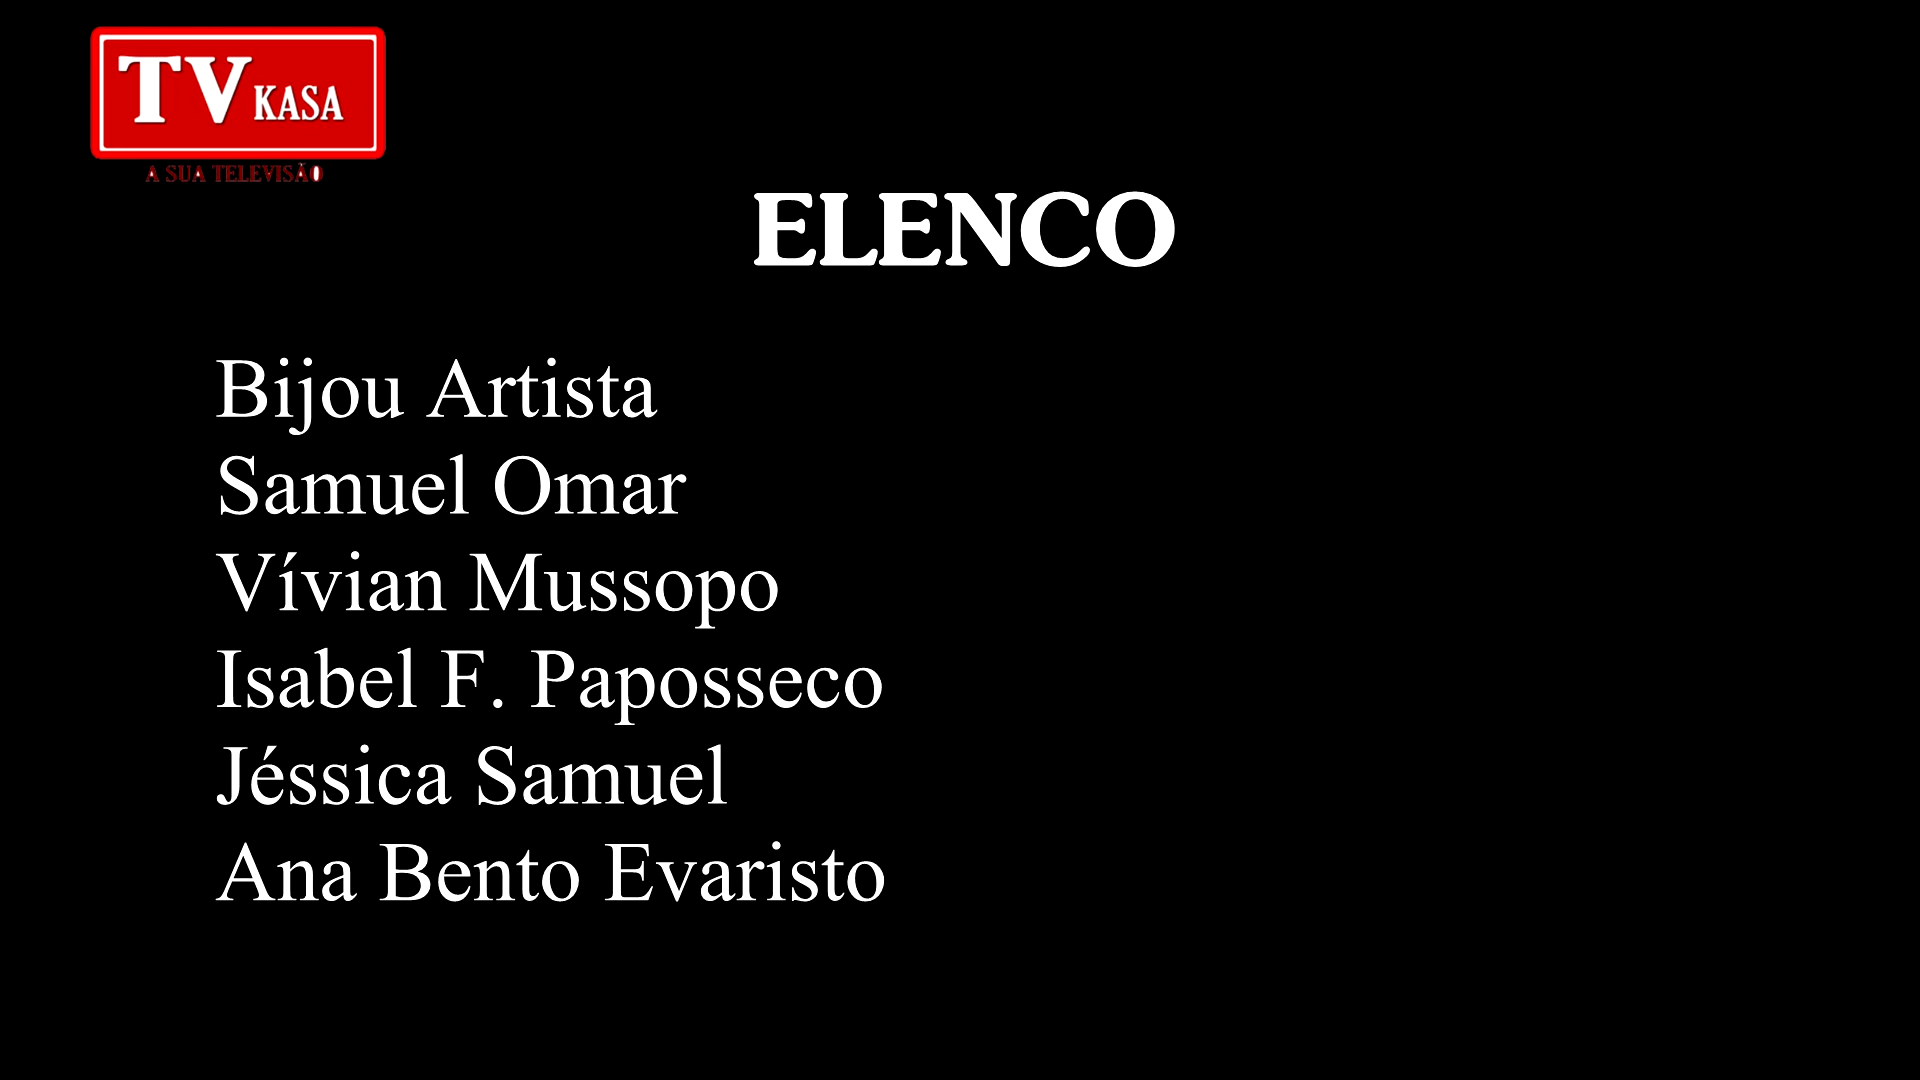 TV KASA
A SUA TELEVISÃO
ELENCO
Bijou Artista
Samuel Omar
Vívian Mussopo
Isabel F. Paposseco
Jéssica Samuel
Ana Bento Evaristo